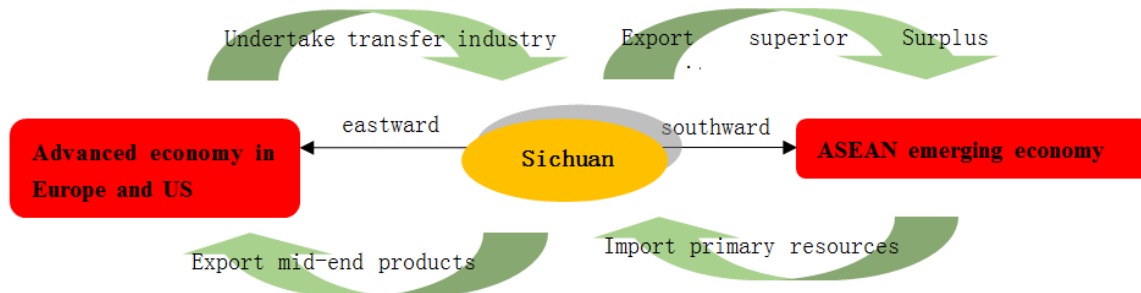 Undertake transfer industry
Export superior Surplus
eastward
southward
Advanced economy in
Europe and US
Sichuan
ASEAN emerging economy
Export mid-end products
Import primary resources